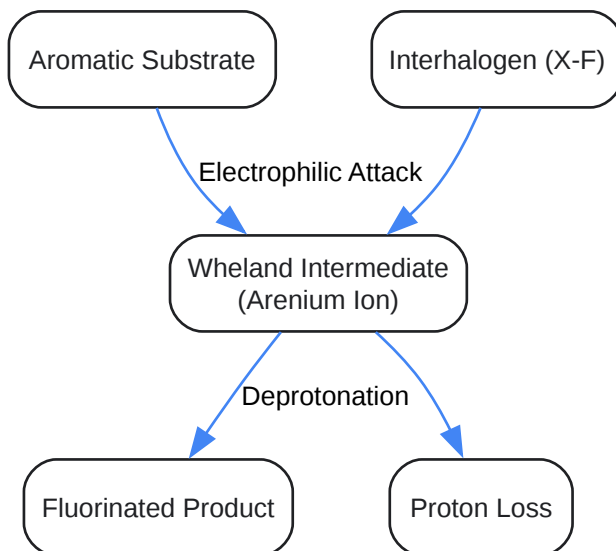 Aromatic Substrate
Interhalogen (X-F)
Electrophilic Attack
Wheland Intermediate
(Arenium Ion)
Deprotonation
Fluorinated Product
Proton Loss